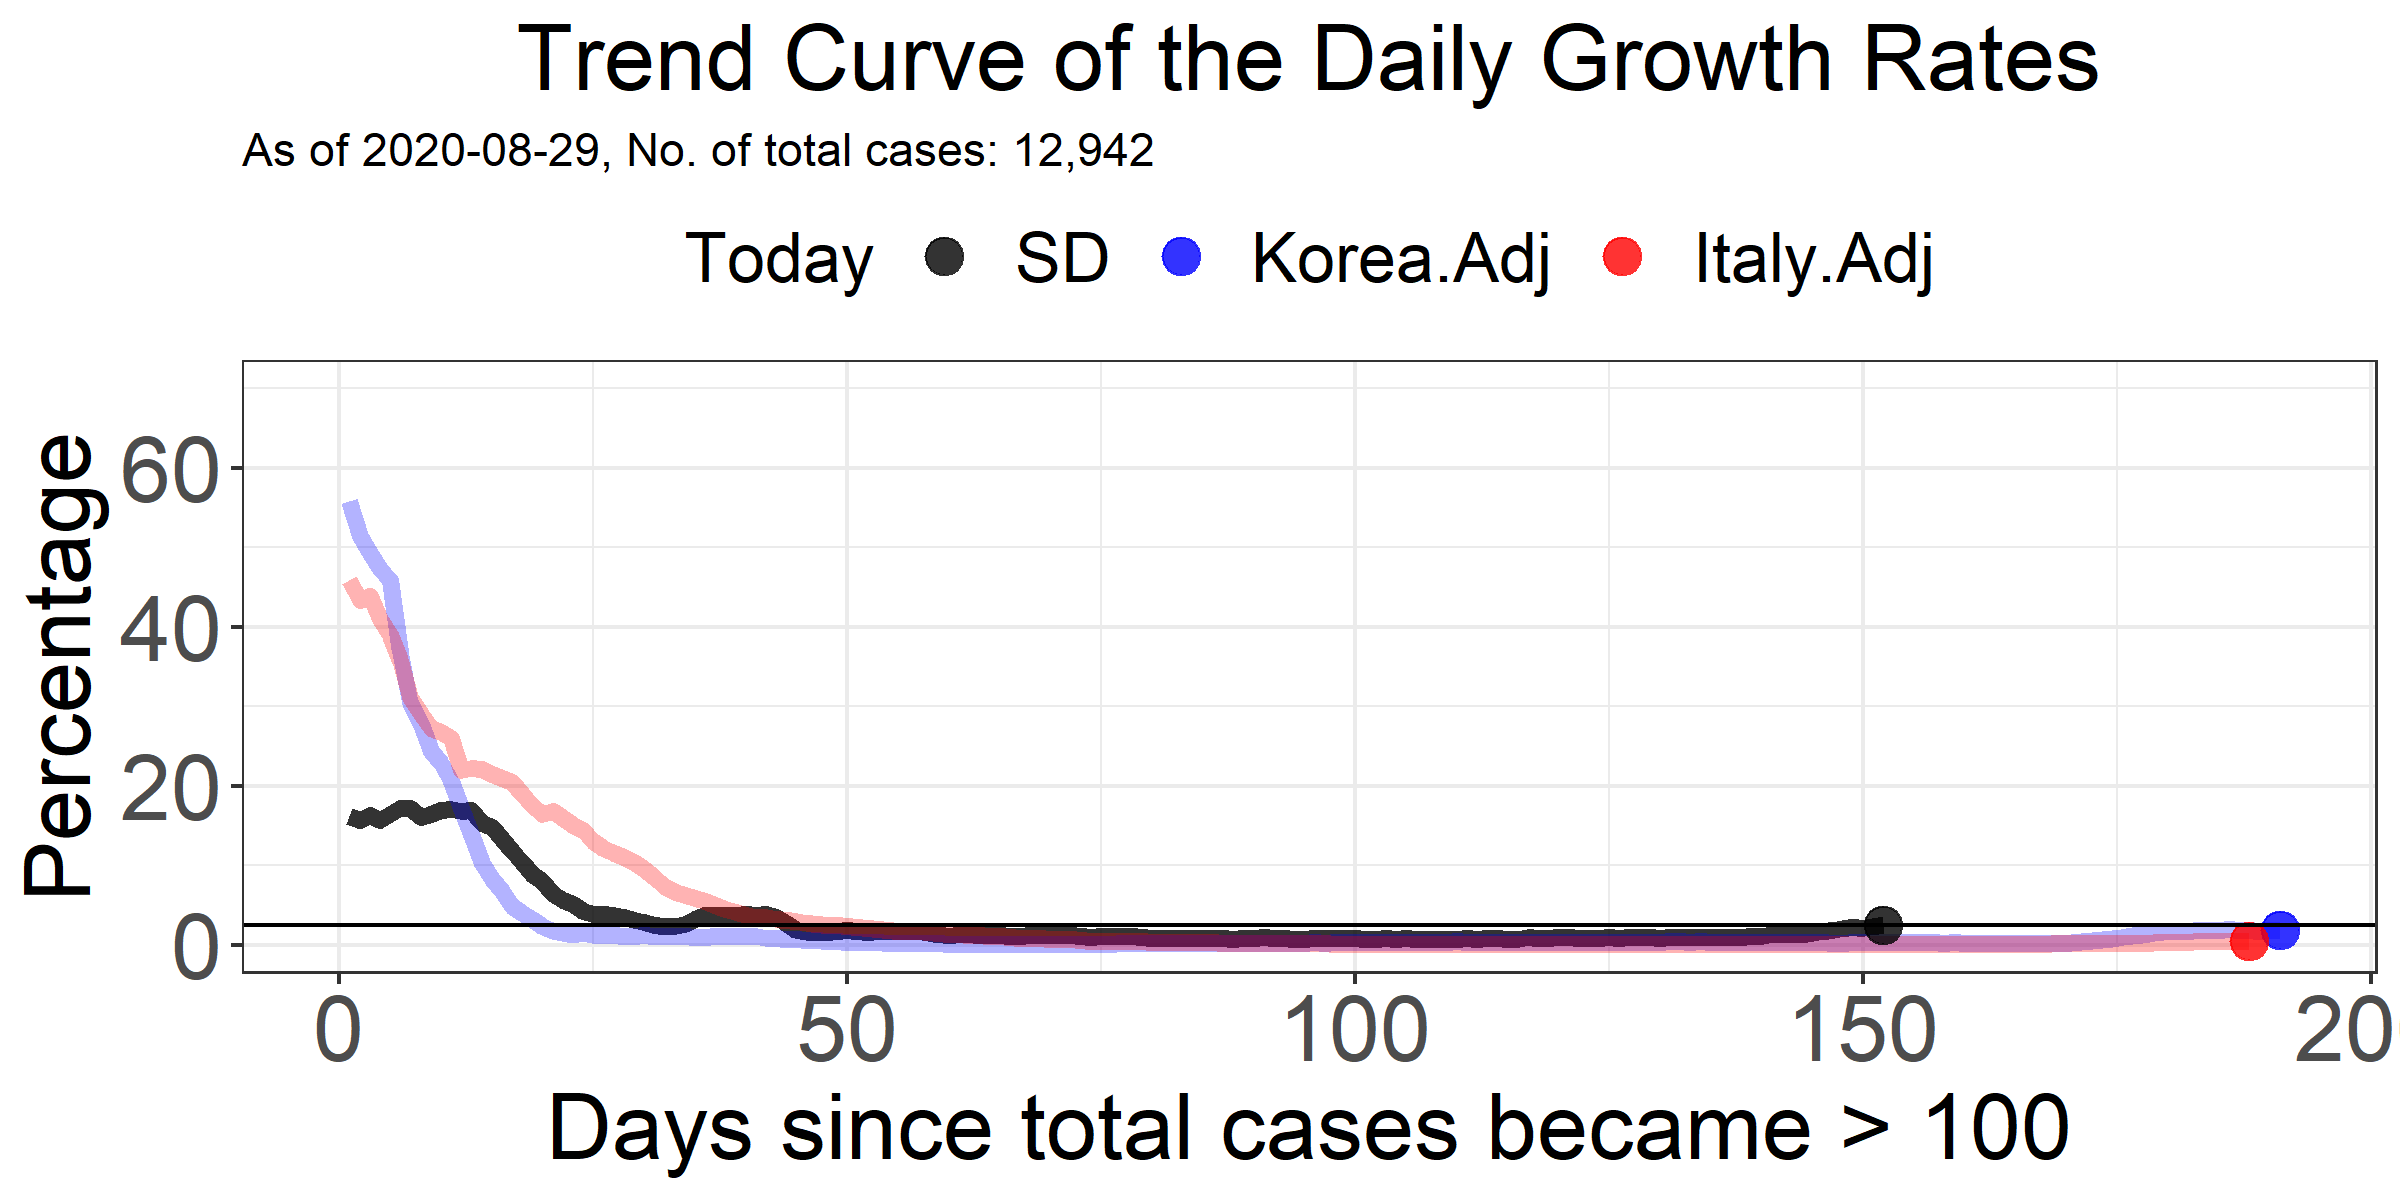 Trend Curve of the Daily Growth Rates
As of 2020-08-29, No. of total cases: 12,942
Today SD Korea.Adj Italy.Adj
Percentage
60
40
20
0
0 50 100 150 20
Days since total cases became > 100